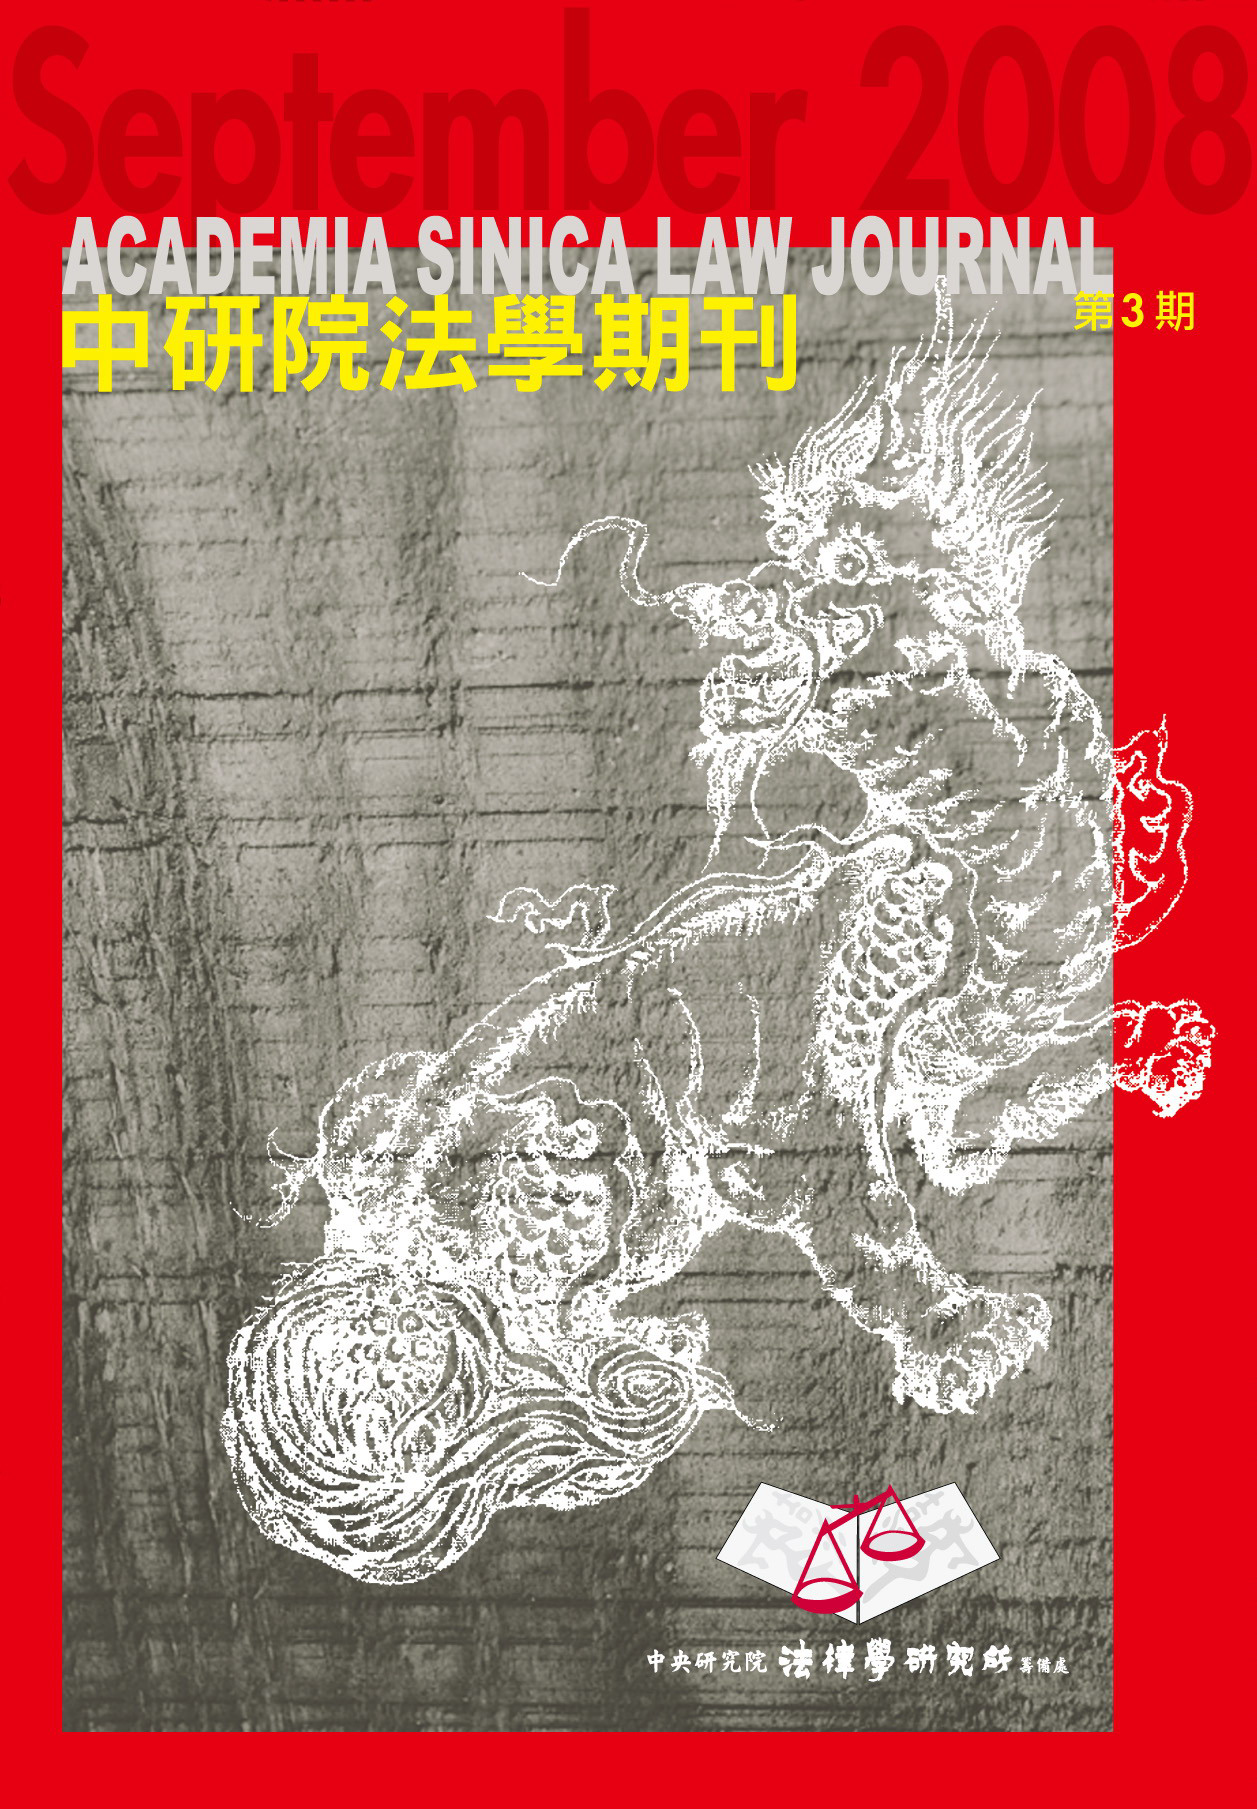 September 2008
ACADEMIA SINICA LAW JOURNAL
中研院法學期刊
第3期
中央研究院 法律學研究所 籌備處